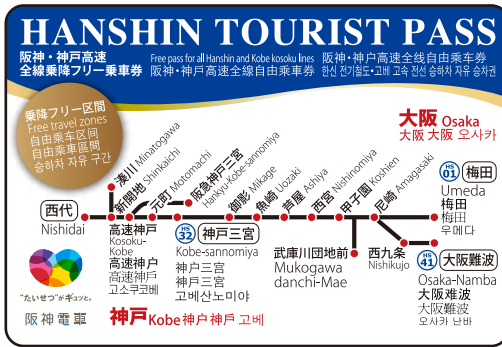 HANSHIN TOURIST PASS
阪神・神戸高速
全線乗降フリー乗車券
Free pass for all Hanshin and Kobe kosoku lines
阪神・神戸高速全線自由乘車券
阪神・神户高速全线自由乘车券
한신 전기철도・고베 고속 전선 승하차 자유 승차권
乗降フリー区間
Free travel zones
自由乘车区间
自由乘車區間
승하차 자유 구간
大阪 Osaka
大阪 大阪 오사카
湊川 Minatogawa
新開地 Shinkaichi
元町 Motomachi
阪急神戸三宮
Hankyu-Kobe-sannomiya
御影 Mikage
魚崎 Uozaki
芦屋 Ashiya
西宮 Nishinomiya
甲子園 Koshien
尼崎 Amagasaki
HS 01 梅田
Umeda
梅田
梅田
우메다
西代
Nishidai
高速神戸
Kosoku-
Kobe
高速神户
高速神戶
고소쿠코베
HS 32 神戸三宮
Kobe-sannomiya
神户三宫
神戶三宮
고베산노미야
武庫川団地前
Mukogawa
danchi-Mae
西九条
Nishikujo
HS 41 大阪難波
Osaka-Namba
大阪难波
大阪難波
오사카 난바
"たいせつ"がギュッと。
阪神電車
神戸 Kobe 神户 神戶 고베